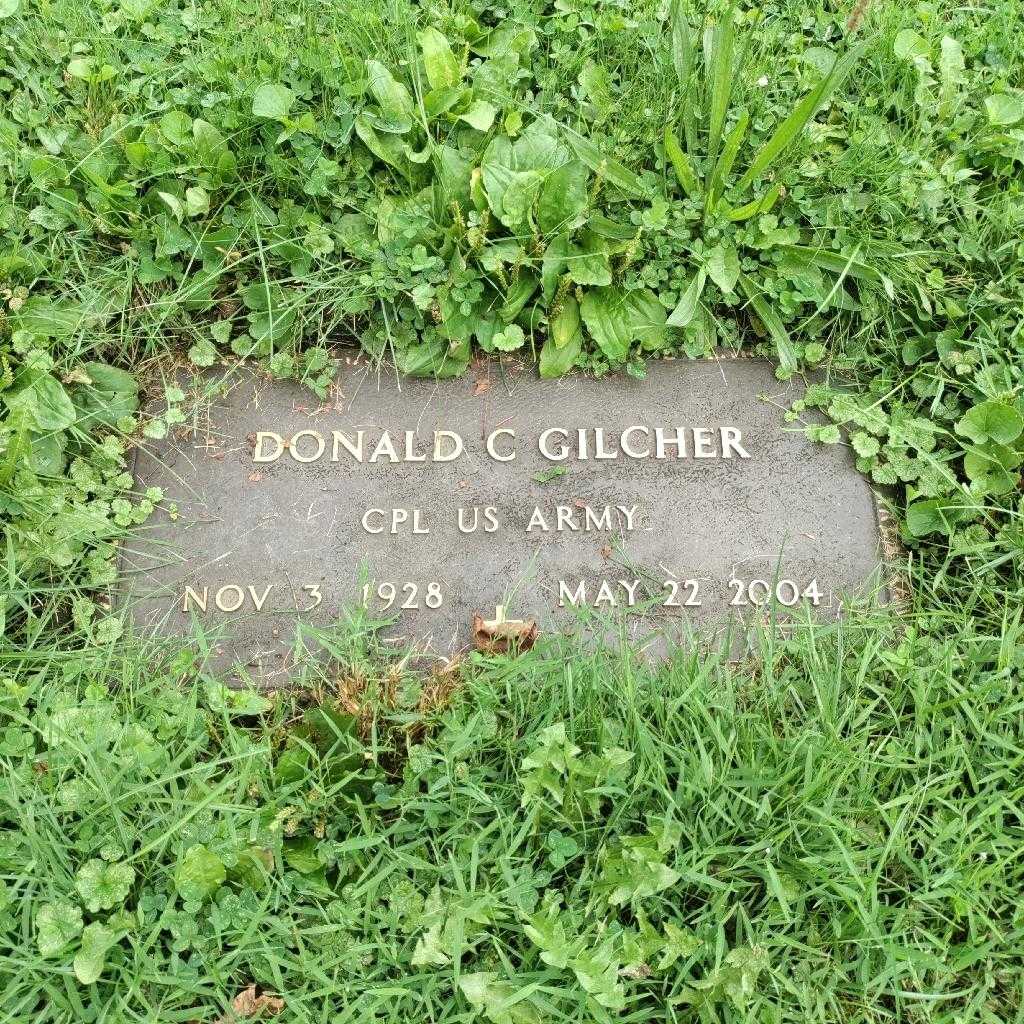 DONALD C GILCHER
CPL US ARMY
NOV 3 1928 MAY 22 2004